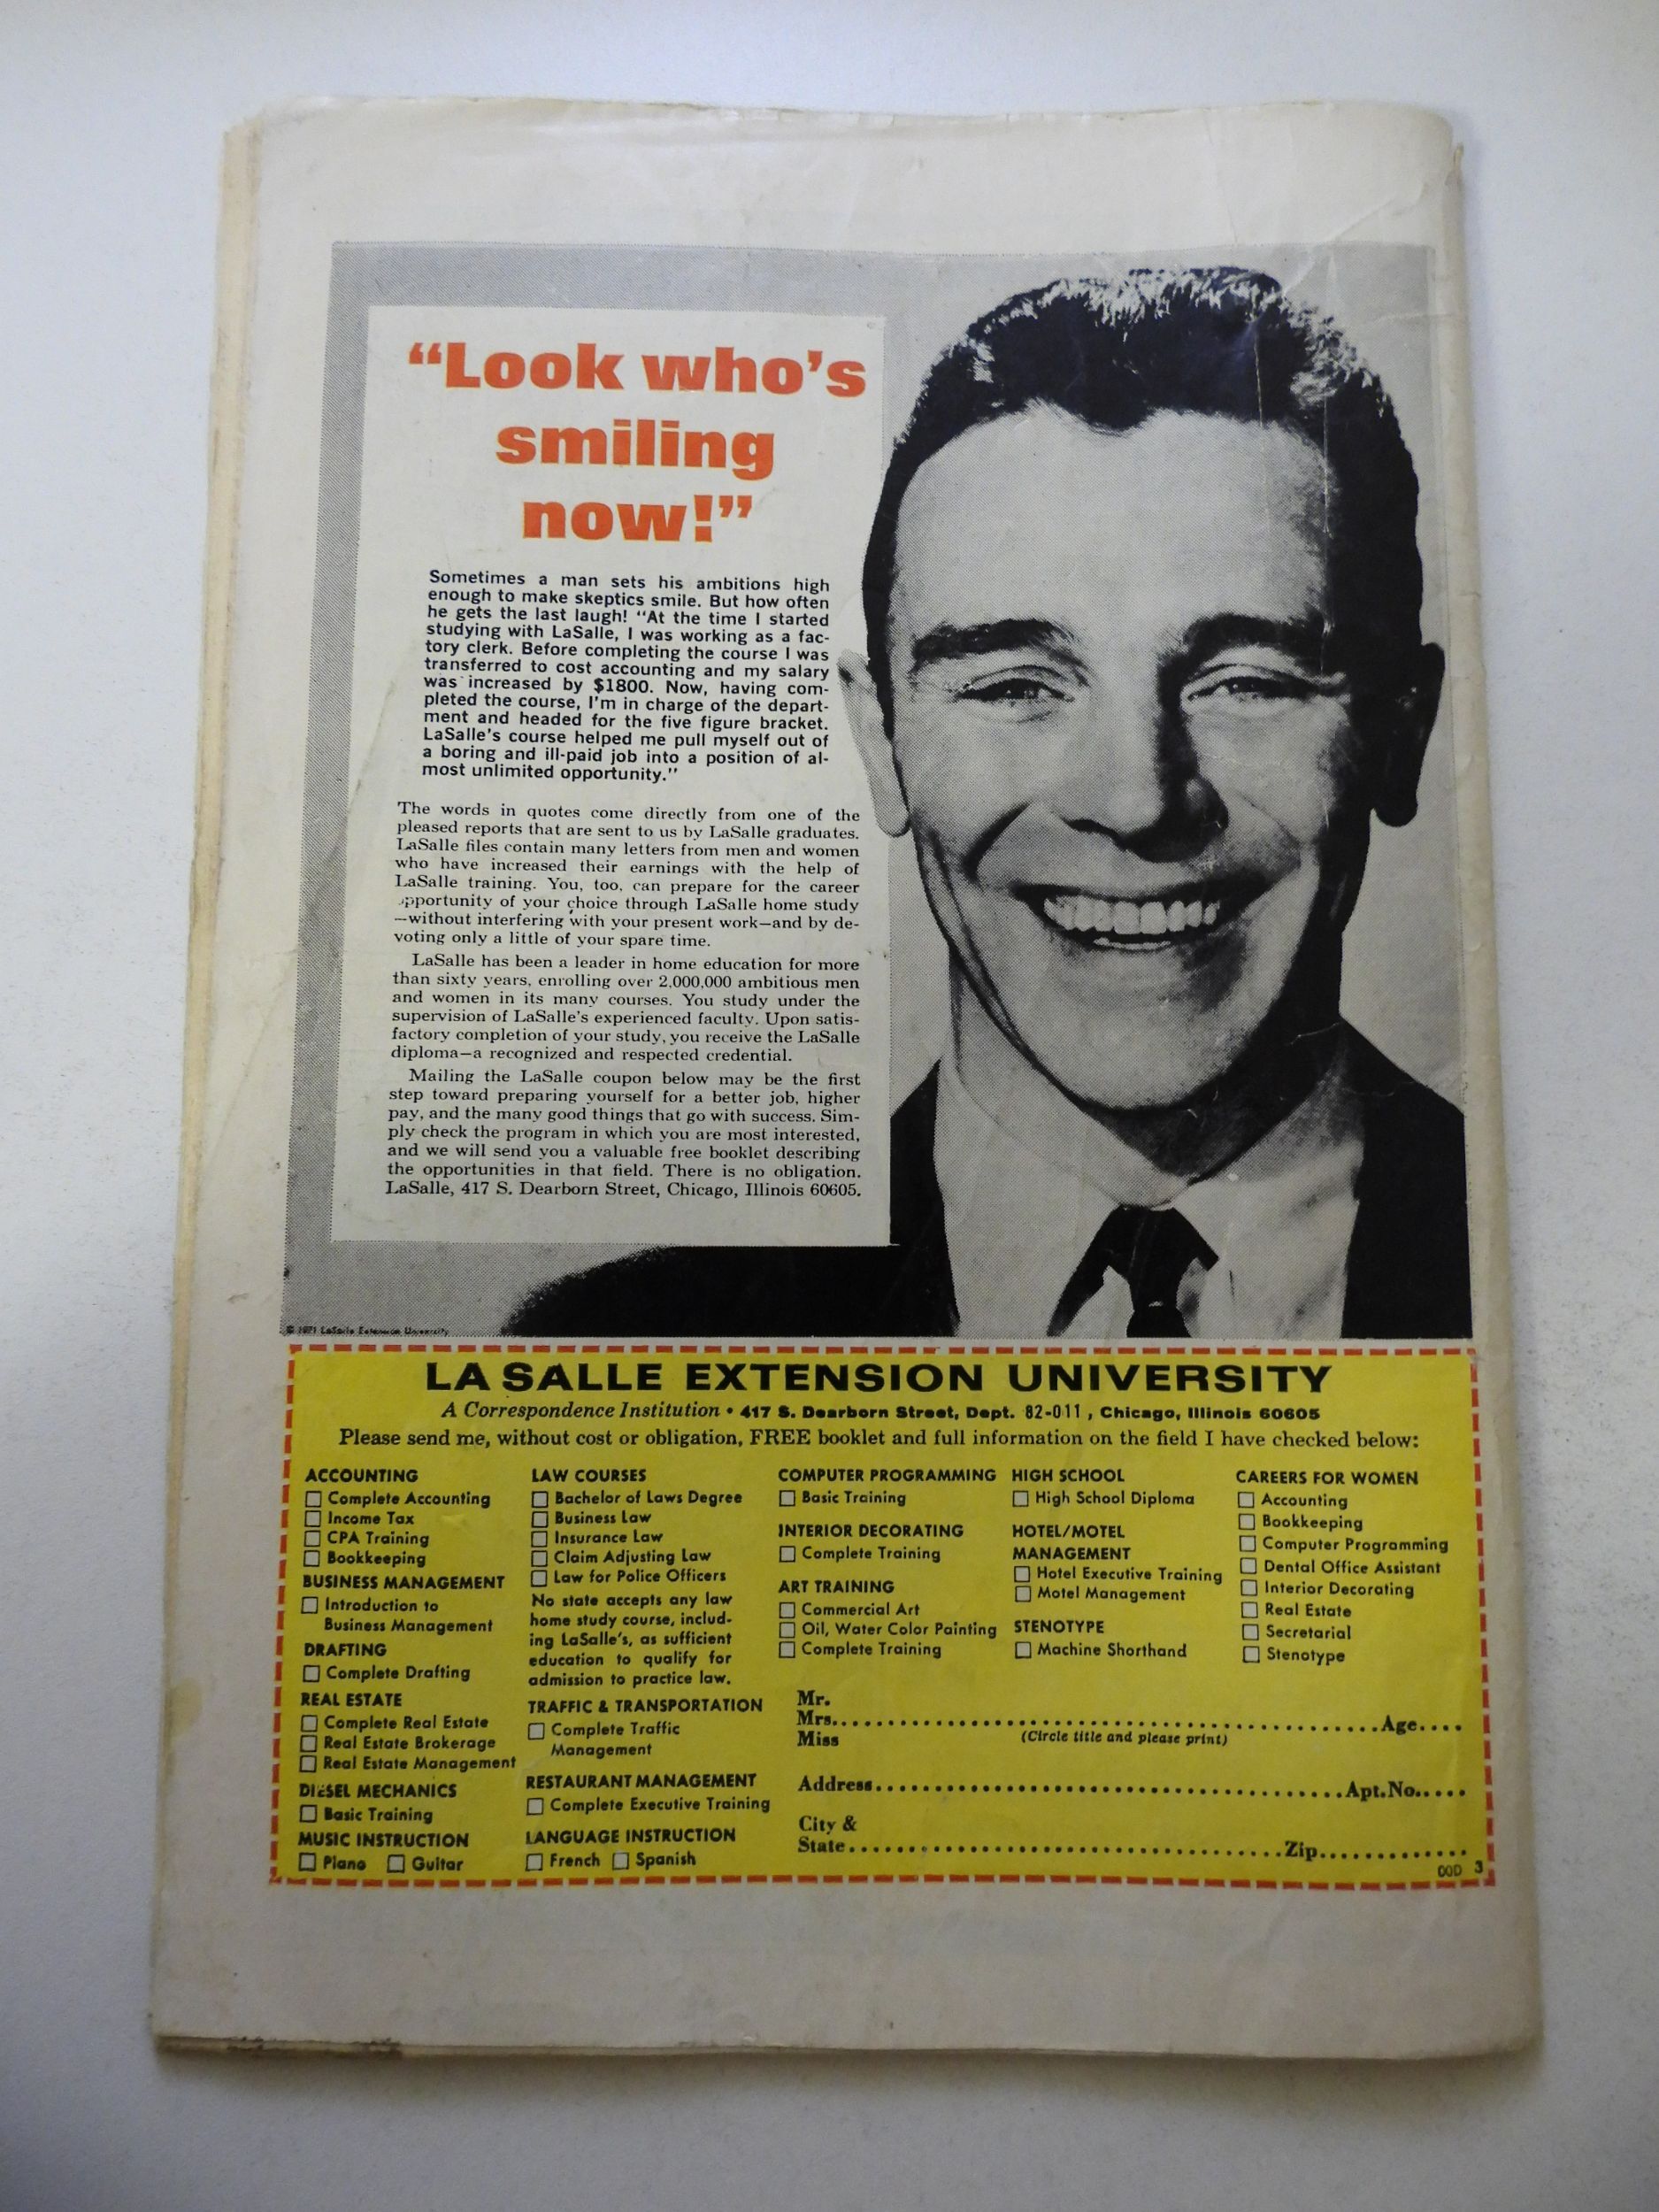 “Look who's
smiling
now!”
Sometimes a man sets his ambitions high
enough to make skeptics smile. But how often
he gets the last laugh! “At the time I started
studying with LaSalle, I was working as a fac-
tory clerk. Before completing the course I was
transferred to cost accounting and my salary
was increased by $1800. Now, having com-
pleted the course, I'm in charge of the depart-
ment and headed for the five figure bracket.
LaSalle's course helped me pull myself out of
a boring and ill-paid job into a position of al-
most unlimited opportunity.”
The words in quotes come directly from one of the
pleased reports that are sent to us by LaSalle graduates.
LaSalle files contain many letters from men and women
who have increased their earnings with the help of
LaSalle training. You, too, can prepare for the career
opportunity of your choice through LaSalle home study
—without interfering with your present work—and by de-
voting only a little of your spare time.
LaSalle has been a leader in home education for more
than sixty years, enrolling over 2,000,000 ambitious men
and women in its many courses. You study under the
supervision of LaSalle's experienced faculty. Upon satis-
factory completion of your study, you receive the LaSalle
diploma—a recognized and respected credential.
Mailing the LaSalle coupon below may be the first
step toward preparing yourself for a better job, higher
pay, and the many good things that go with success. Sim-
ply check the program in which you are most interested,
and we will send you a valuable free booklet describing
the opportunities in that field. There is no obligation.
LaSalle, 417 S. Dearborn Street, Chicago, Illinois 60605.
© 1971 LaSalle Extension University
LA SALLE EXTENSION UNIVERSITY
A Correspondence Institution • 417 S. Dearborn Street, Dept. 82-011, Chicago, Illinois 60605
Please send me, without cost or obligation, FREE booklet and full information on the field I have checked below:
ACCOUNTING
Complete Accounting
Income Tax
CPA Training
Bookkeeping
BUSINESS MANAGEMENT
Introduction to
Business Management
DRAFTING
Complete Drafting
REAL ESTATE
Complete Real Estate
Real Estate Brokerage
Real Estate Management
DIESEL MECHANICS
Basic Training
MUSIC INSTRUCTION
Piano Guitar
LAW COURSES
Bachelor of Laws Degree
Business Law
Insurance Law
Claim Adjusting Law
Law for Police Officers
No state accepts any law
home study course, includ-
ing LaSalle's, as sufficient
education to qualify for
admission to practice law.
TRAFFIC & TRANSPORTATION
Complete Traffic
Management
RESTAURANT MANAGEMENT
Complete Executive Training
LANGUAGE INSTRUCTION
French Spanish
COMPUTER PROGRAMMING
Basic Training
INTERIOR DECORATING
Complete Training
ART TRAINING
Commercial Art
Oil, Water Color Painting
Complete Training
HIGH SCHOOL
High School Diploma
HOTEL/MOTEL
MANAGEMENT
Hotel Executive Training
Motel Management
STENOTYPE
Machine Shorthand
CAREERS FOR WOMEN
Accounting
Bookkeeping
Computer Programming
Dental Office Assistant
Interior Decorating
Real Estate
Secretarial
Stenotype
Mr.
Mrs. Age
Miss (Circle title and please print)
Address Apt.No.
City &
State Zip
OOD 3